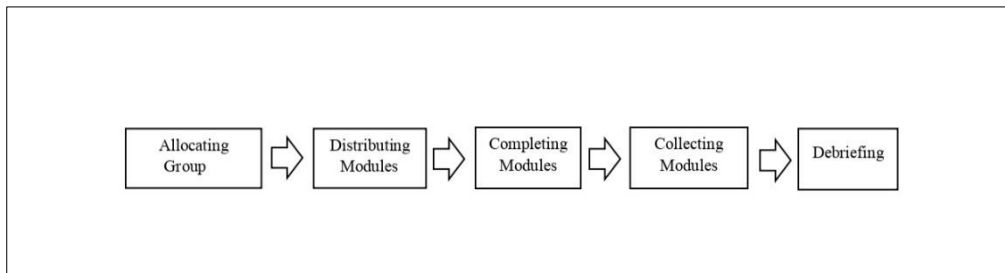 Allocating
Group
Distributing
Modules
Completing
Modules
Collecting
Modules
Debriefing